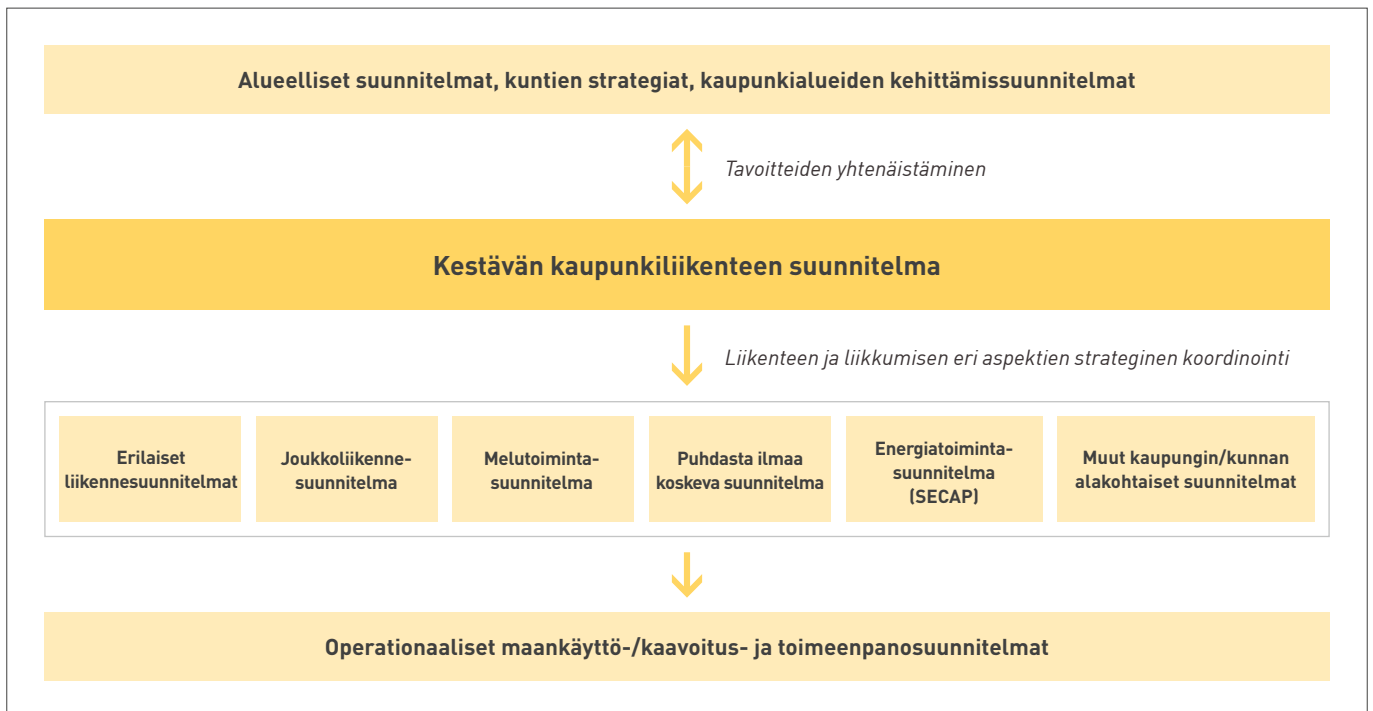 Alueelliset suunnitelmat, kuntien strategiat, kaupunkialueiden kehittämissuunnitelmat
Tavoitteiden yhtenäistäminen
Kestävän kaupunkiliikenteen suunnitelma
Liikenteen ja liikkumisen eri aspektien strateginen koordinointi
Erilaiset
liikennesuunnitelmat
Joukkoliikenne-
suunnitelma
Melutoiminta-
suunnitelma
Puhdasta ilmaa
koskeva suunnitelma
Energiatoiminta-
suunnitelma
(SECAP)
Muut kaupungin/kunnan
alakohtaiset suunnitelmat
Operationaaliset maankäyttö-/kaavoitus- ja toimeenpanosuunnitelmat